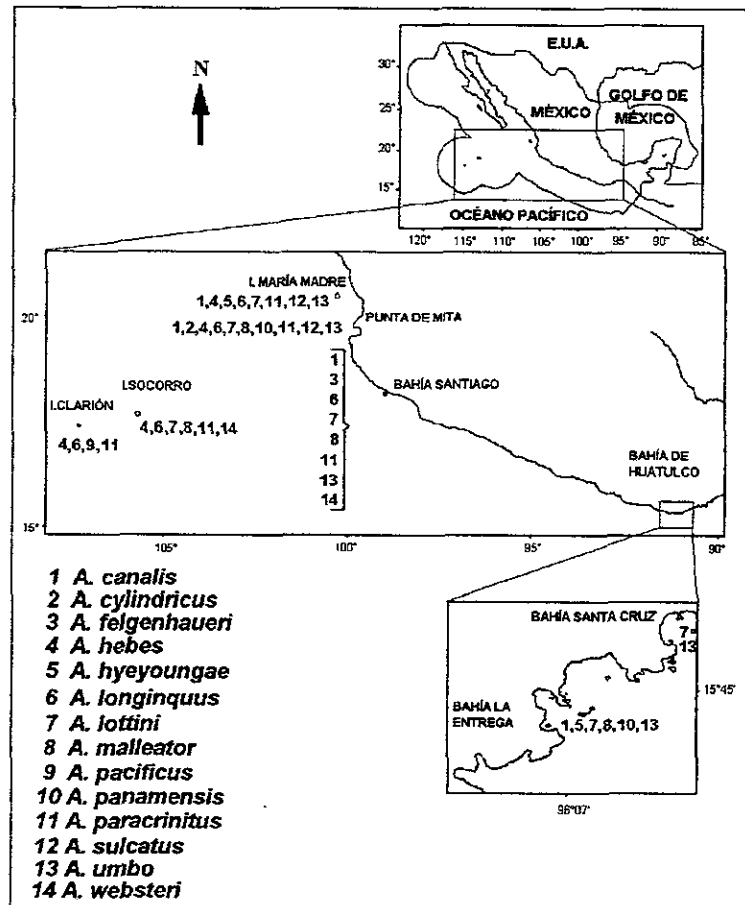 N
E.U.A.
GOLFO DE
MÉXICO
MÉXICO
OCÉANO PACÍFICO
30°
25°
20°
15°
120°
115°
110°
105°
100°
95°
90°
85°
I. MARÍA MADRE
1,4,5,6,7,11,12,13
PUNTA DE MITA
1,2,4,6,7,8,10,11,12,13
1
3
6
7
8
11
13
14
BAHÍA SANTIAGO
I.SOCORRO
4,6,7,8,11,14
I.CLARIÓN
4,6,9,11
BAHÍA DE
HUATULCO
20°
15°
105°
100°
95°
90°
1 A. canalis
2 A. cylindricus
3 A. felgenhaueri
4 A. hebes
5 A. hyeyoungae
6 A. longinquus
7 A. lottini
8 A. malleator
9 A. pacificus
10 A. panamensis
11 A. paracrinitus
12 A. sulcatus
13 A. umbo
14 A. websteri
BAHÍA SANTA CRUZ
7
13
15°45'
BAHÍA LA
ENTREGA
1,5,7,8,10,13
96°07'